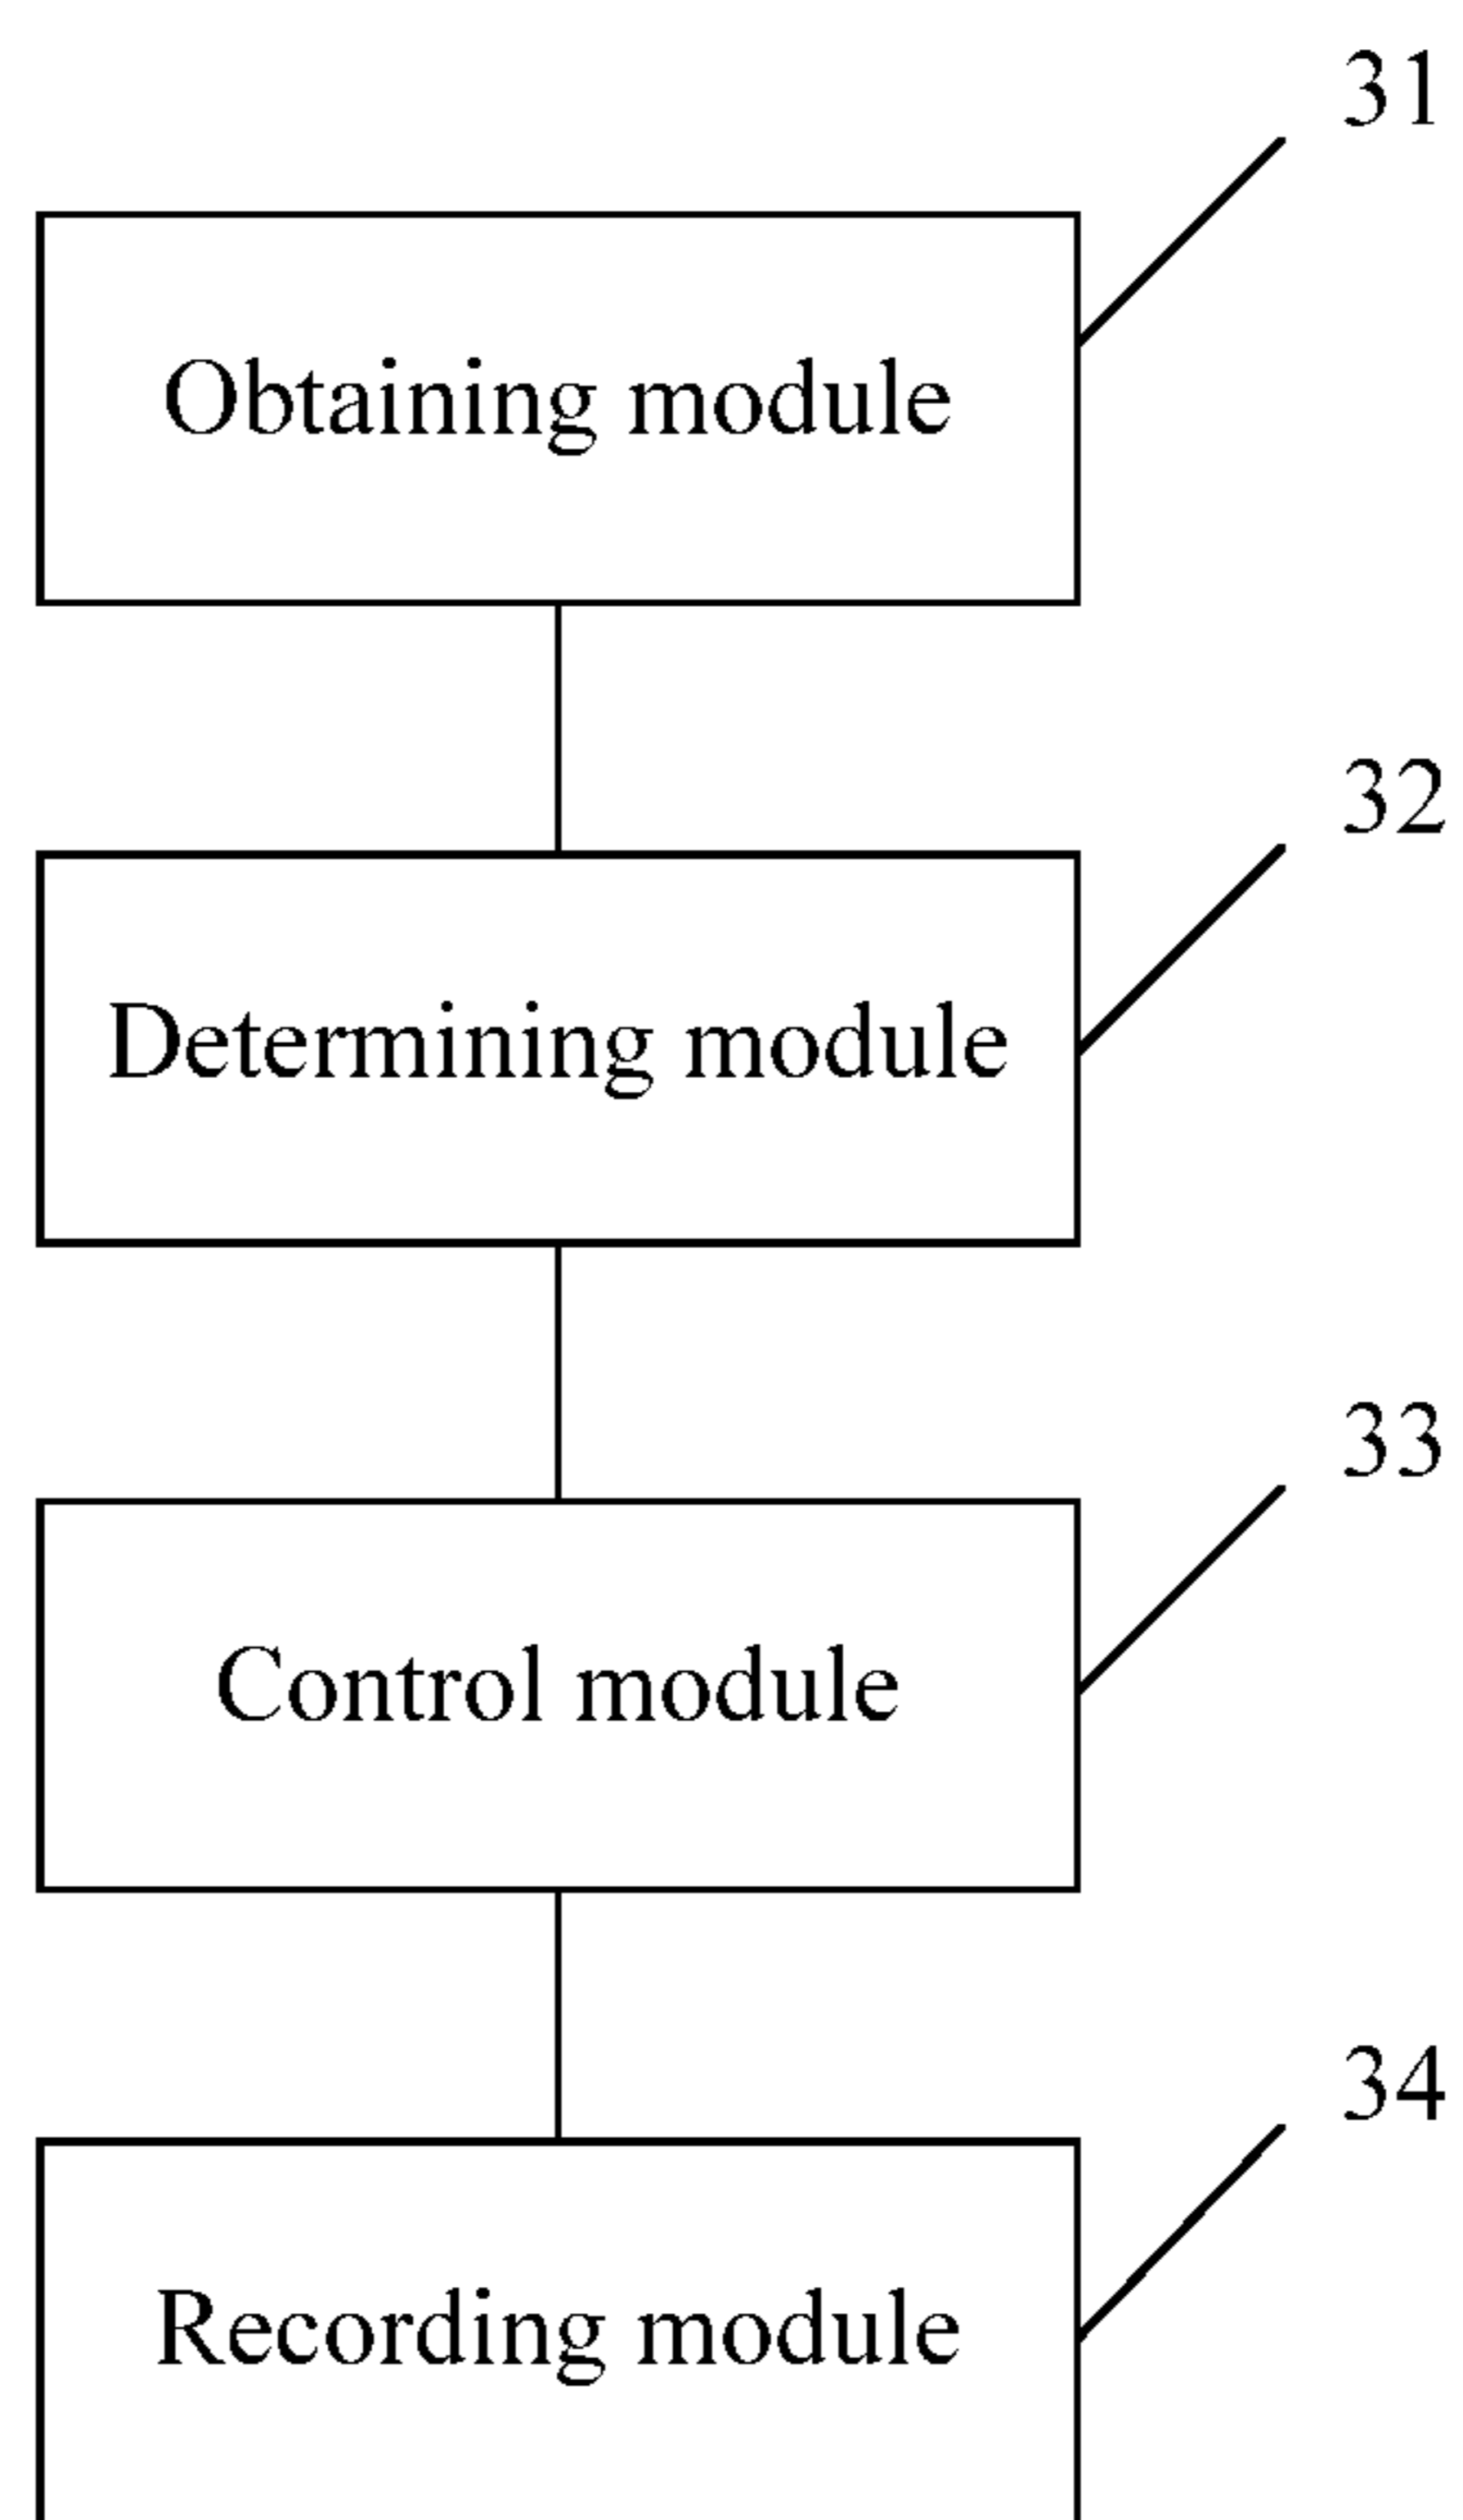 31
Obtaining module
32
Determining module
33
Control module
34
Recording module